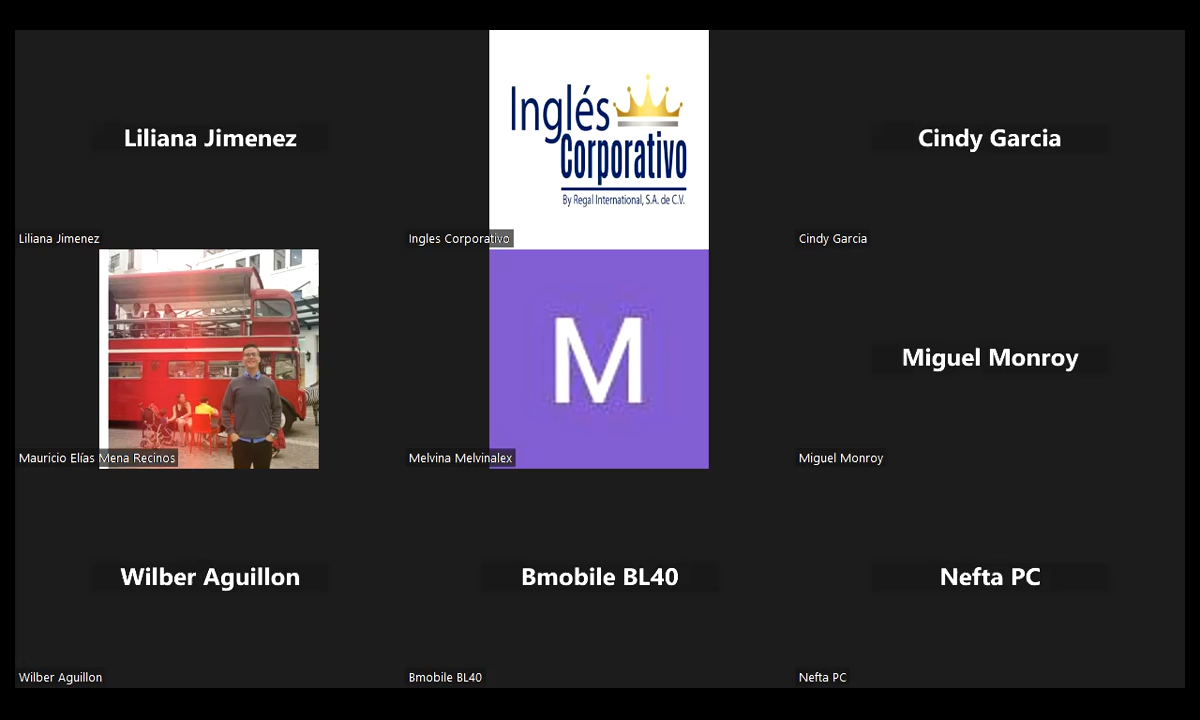 Liliana Jimenez
Liliana Jimenez
Inglés
Corporativo
By Regal International, S.A. de C.V.
Ingles Corporativo
Cindy Garcia
Cindy Garcia
Mauricio Elías Mena Recinos
M
Melvina Melvinalex
Miguel Monroy
Miguel Monroy
Wilber Aguillon
Wilber Aguillon
Bmobile BL40
Bmobile BL40
Nefta PC
Nefta PC